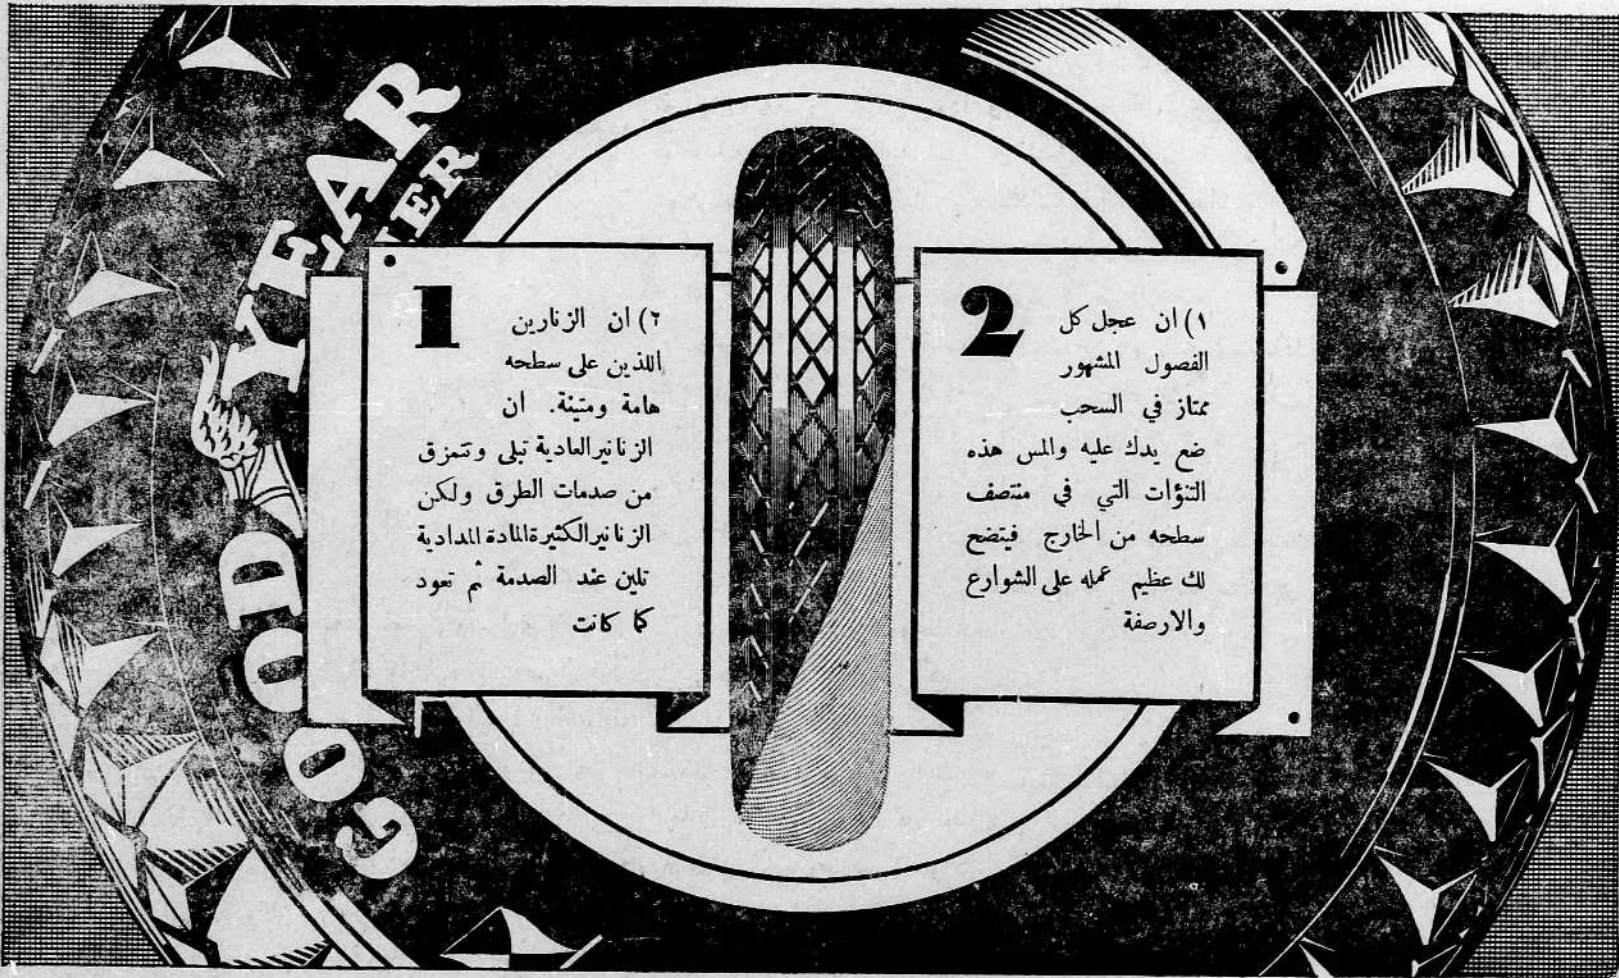 GOODYEAR
2
١) ان عجل كل
الفصول المشهور
ممتاز في السحب
ضع يدك عليه والمس هذه
التنؤات التي في منتصف
سطحه من الخارج فيتضح
لك عظيم عمله على الشوارع
والارصفة
1
٢) ان الزنارين
اللذين على سطحه
هامة ومتينة. ان
الزنانير العادية تبلى وتتمزق
من صدمات الطرق ولكن
الزنانير الكثيرة المادة المدادية
تلين عند الصدمة ثم تعود
كما كانت